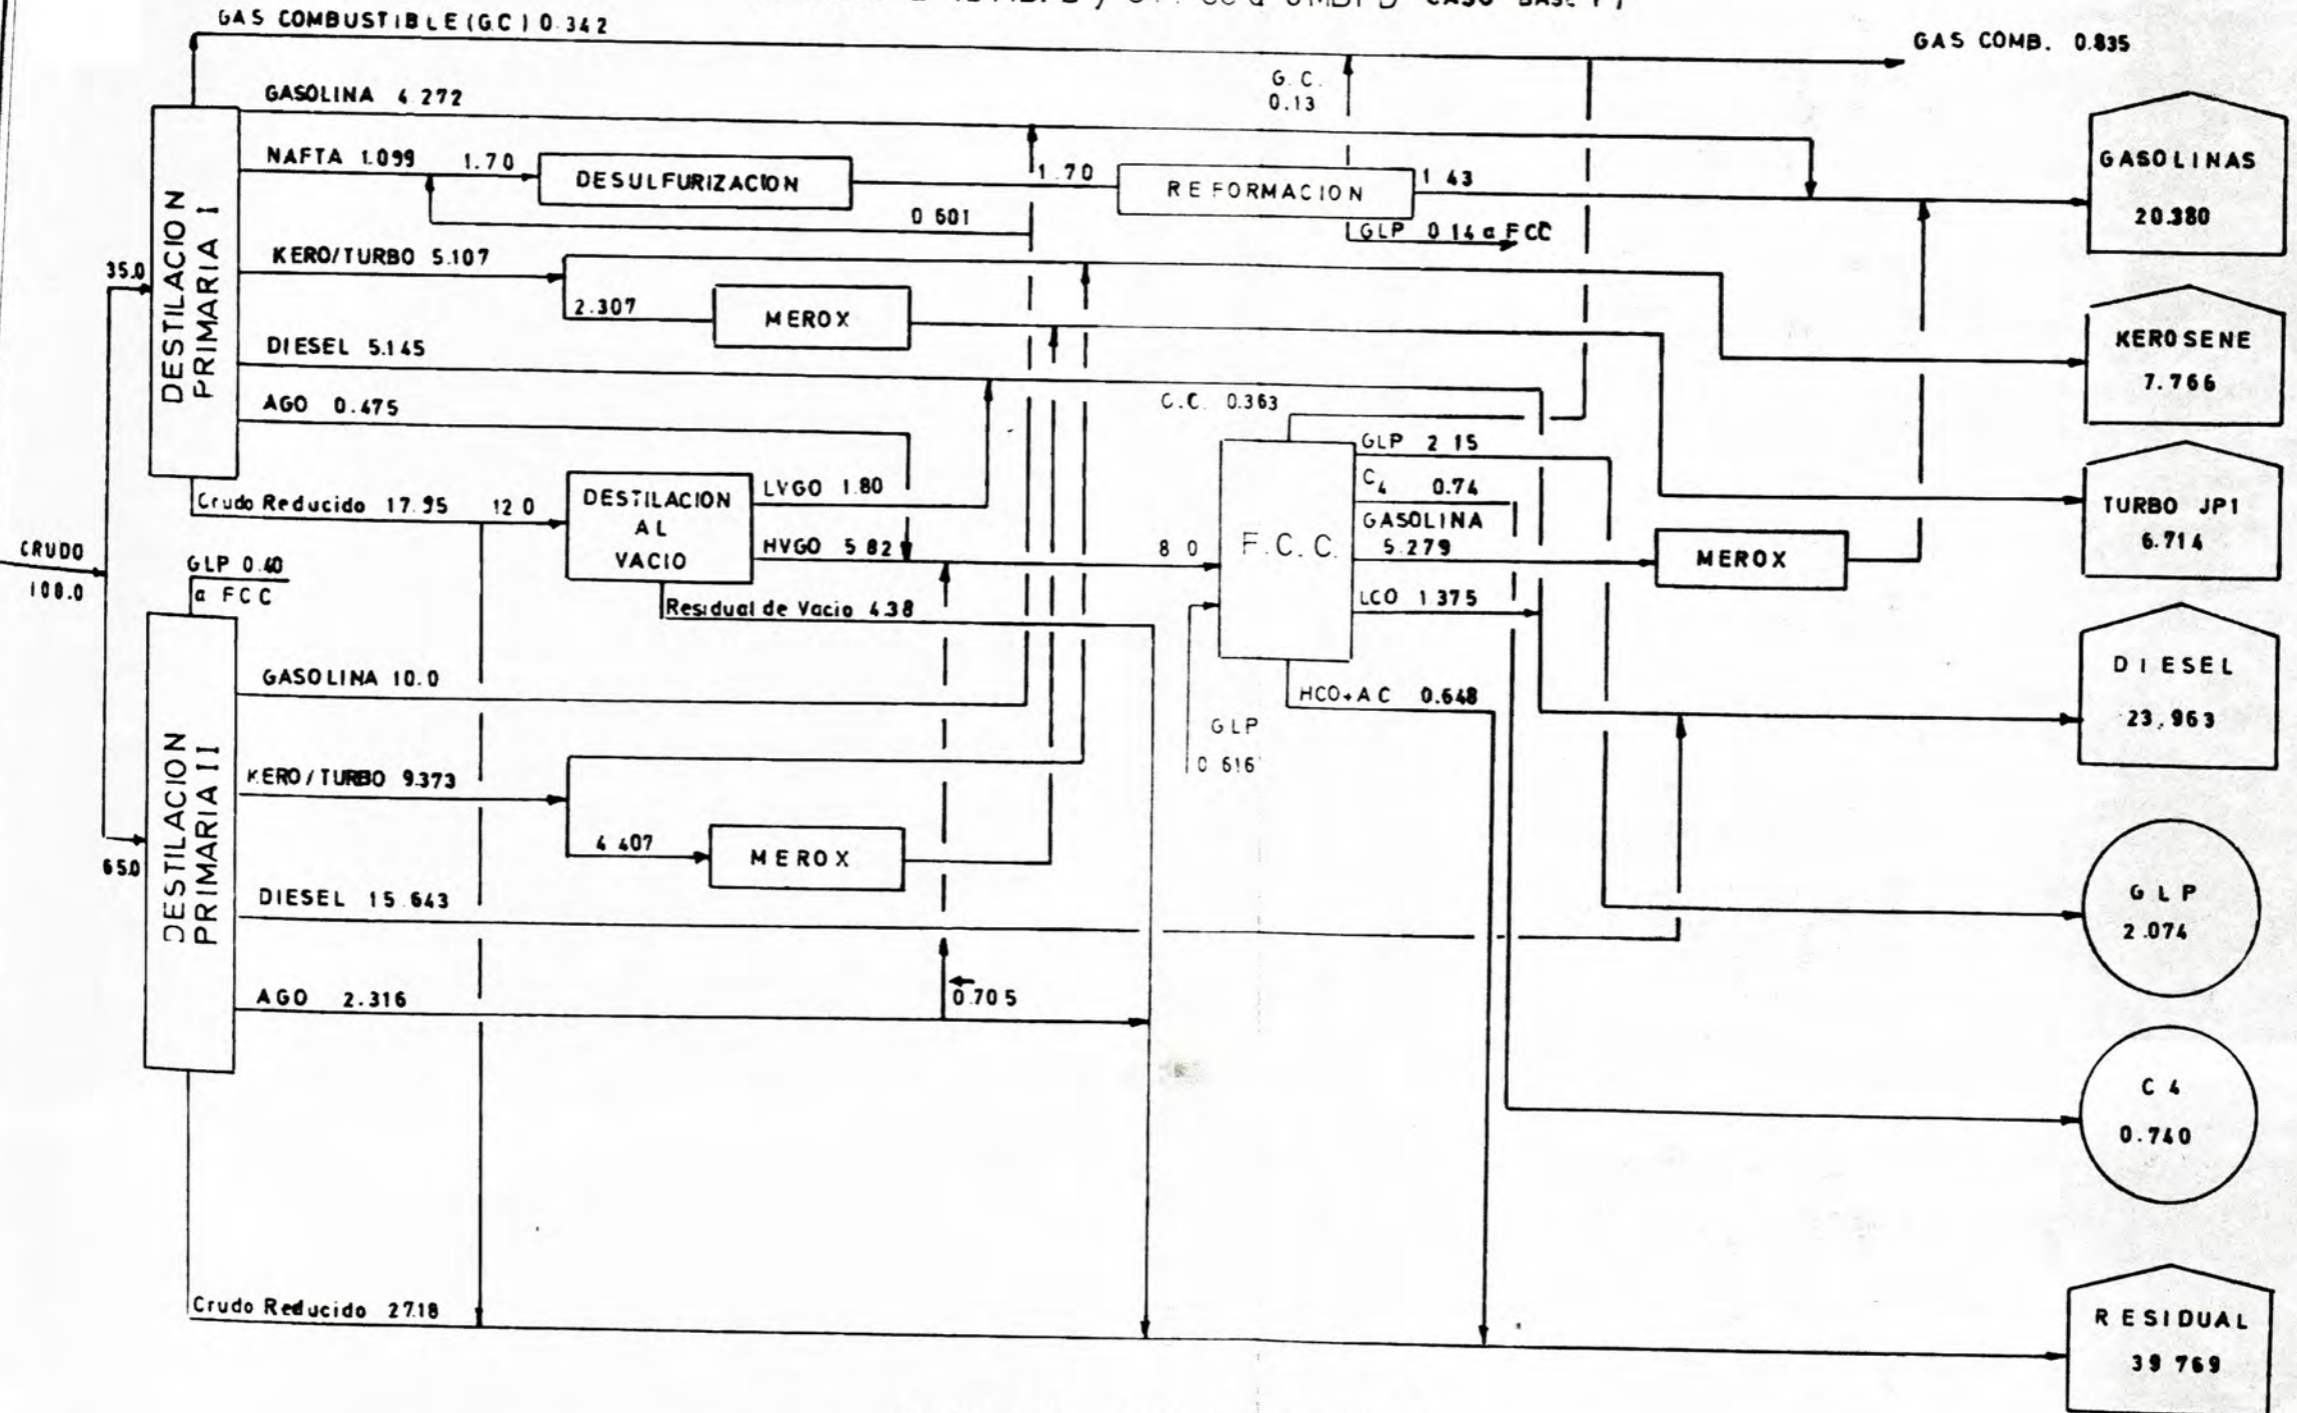 CASO BASE
GAS COMBUSTIBLE (G.C) 0.342
GAS COMB. 0.835
G. C.
0.13
GASOLINA 4 272
NAFTA 1.099
1.70
DESULFURIZACION
1.70
REFORMACION
1 43
0 601
GLP 0.14 a FCC
GASOLINAS
20.380
DESTILACION
PRIMARIA I
35.0
KERO/TURBO 5.107
2.307
MEROX
DIESEL 5.145
AGO 0.475
KEROSENE
7.766
C.C. 0.363
F. C. C.
GLP 2 15
C4 0.74
GASOLINA
5.279
LCO 1.375
HCO+AC 0.648
8 0
GLP
0 616
MEROX
TURBO JP1
6.714
Crudo Reducido 17.95
12 0
DESTILACION
AL
VACIO
LVGO 1.80
HVGO 5 82
Residual de Vacio 4.38
CRUDO
100.0
GLP 0.40
a FCC
DIESEL
23,963
DESTILACION
PRIMARIA II
65.0
GASOLINA 10.0
KERO/TURBO 9.373
4 407
MEROX
DIESEL 15.643
AGO 2.316
0.705
GLP
2.074
C 4
0.740
Crudo Reducido 27.18
RESIDUAL
39 769